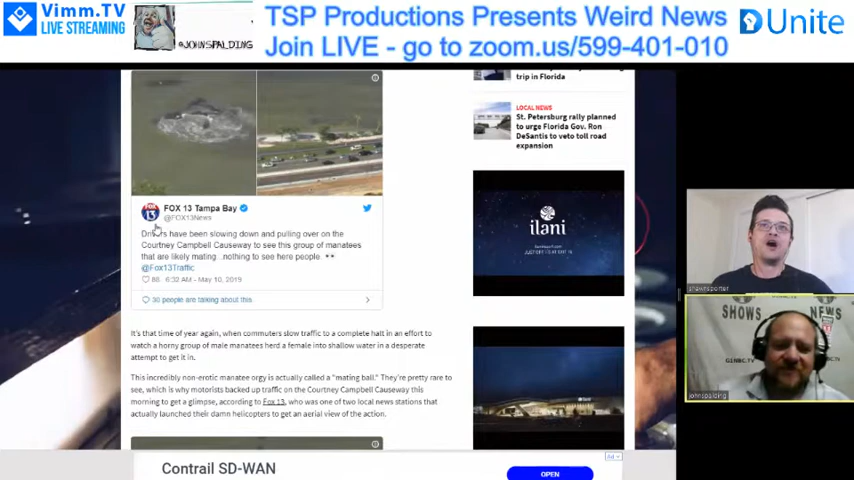 Vimm.TV
LIVE STREAMING
@JOHNSPALDING
TSP Productions Presents Weird News
Join LIVE - go to zoom.us/599-401-010
Unite
trip in Florida
LOCAL NEWS
St. Petersburg rally planned
to urge Florida Gov. Ron
DeSantis to veto toll road
expansion
FOX 13 Tampa Bay
@FOX13News
Drivers have been slowing down and pulling over on the
Courtney Campbell Causeway to see this group of manatees
that are likely mating...nothing to see here people. 👀
@Fox13Traffic
6:32 AM - May 10, 2019
30 people are talking about this
It's that time of year again, when commuters slow traffic to a complete halt in an effort to
watch a horny group of male manatees herd a female into shallow water in a desperate
attempt to get it in.
This incredibly non-erotic manatee orgy is actually called a "mating ball." They're pretty rare to
see, which is why motorists backed up traffic on the Courtney Campbell Causeway this
morning to get a glimpse, according to Fox 13, who was one of two local news stations that
actually launched their damn helicopters to get an aerial view of the action.
ilani
shawnreporter
SHOWS
johnspalding
Contrail SD-WAN
OPEN
Ad